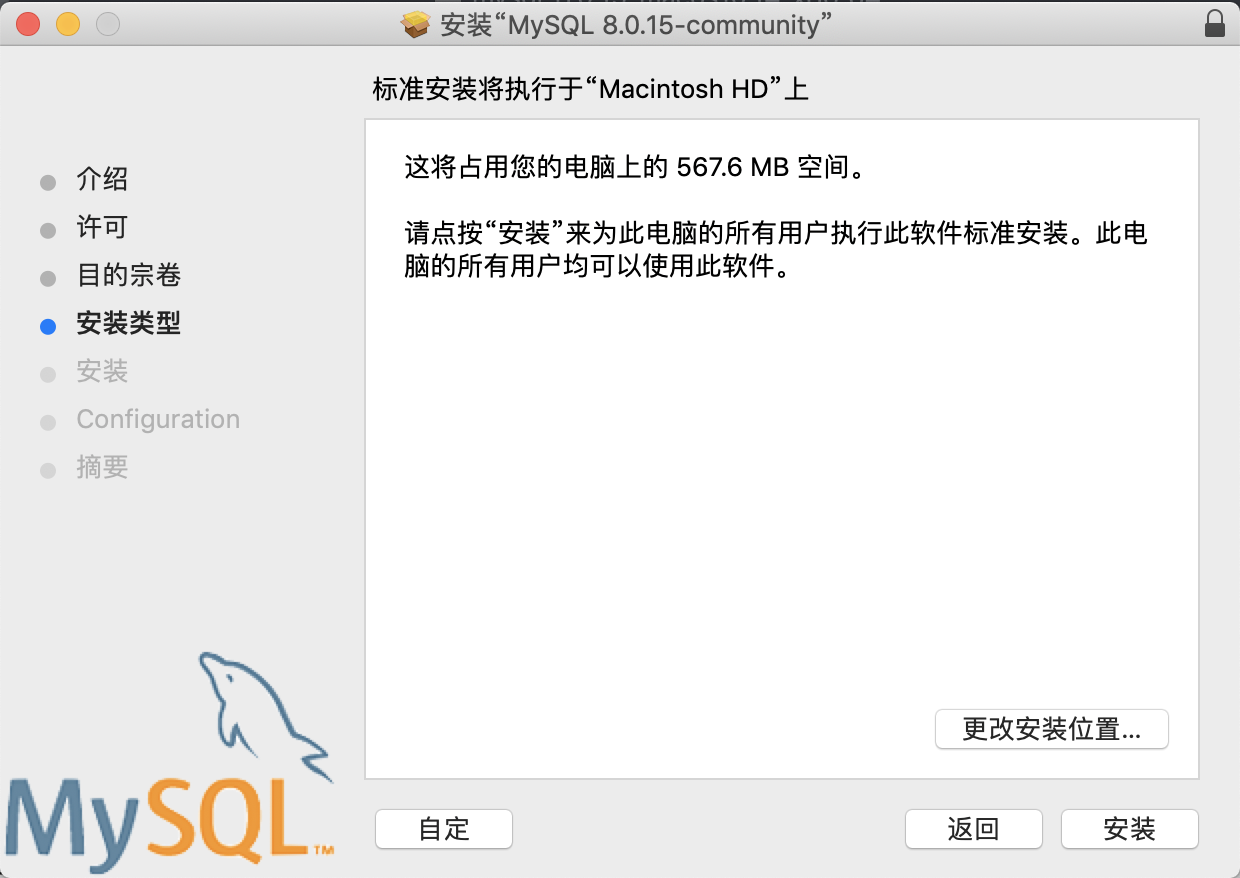 安装“MySQL 8.0.15-community”
标准安装将执行于“Macintosh HD”上
介绍
许可
目的宗卷
安装类型
安装
Configuration
摘要
这将占用您的电脑上的 567.6 MB 空间。
请点按“安装”来为此电脑的所有用户执行此软件标准安装。此电
脑的所有用户均可以使用此软件。
更改安装位置...
MySQL™
自定
返回
安装